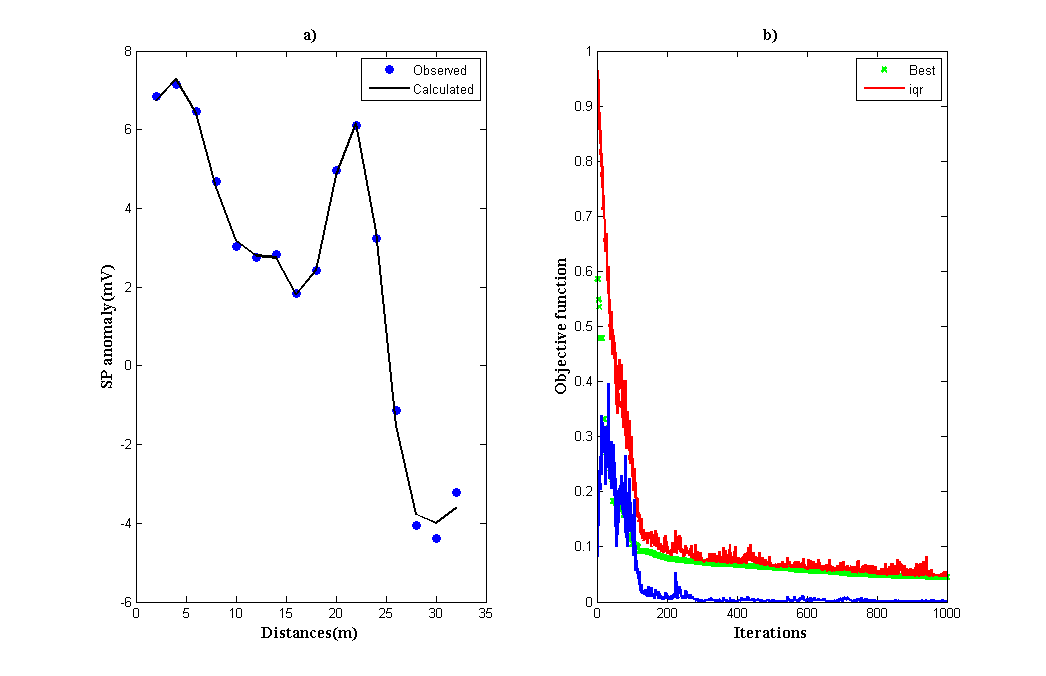 a)
8
6
4
2
0
-2
-4
-6
SP anomaly(mV)
Observed
Calculated
0 5 10 15 20 25 30 35
Distances(m)
b)
1
0.9
0.8
0.7
0.6
0.5
0.4
0.3
0.2
0.1
0
Objective function
Best
iqr
0 200 400 600 800 1000
Iterations